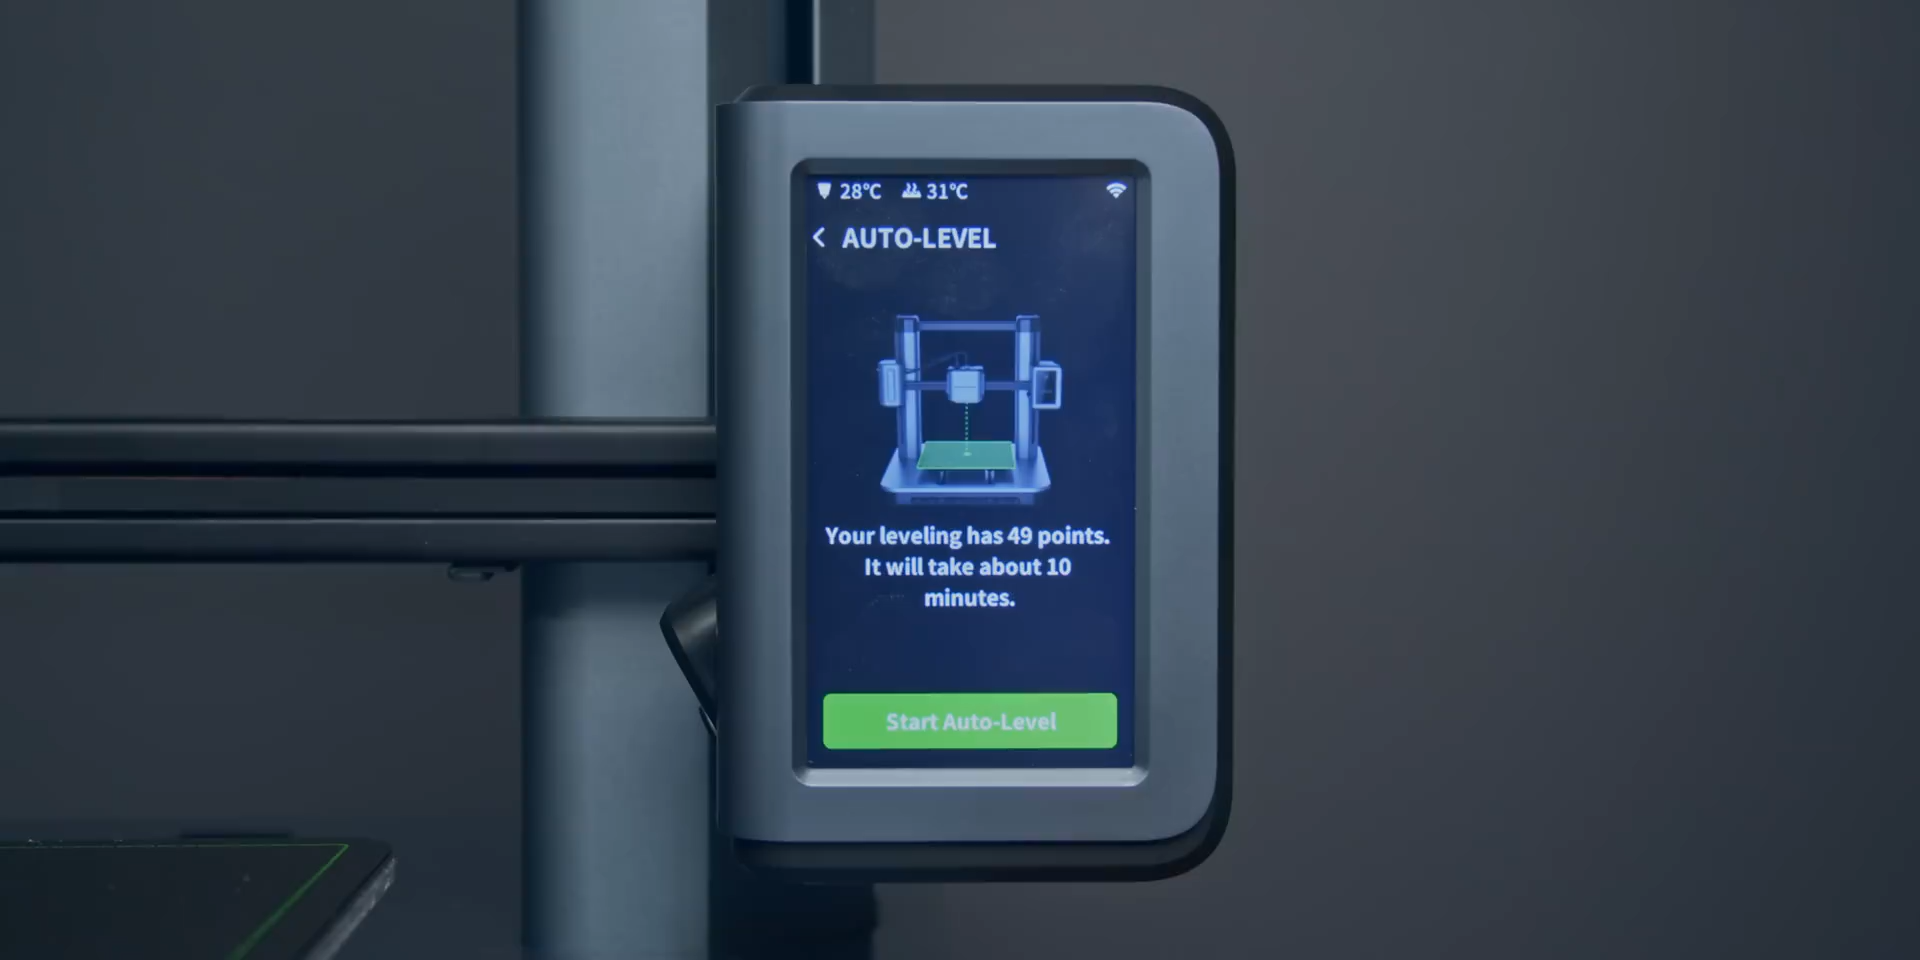 28°C 31°C
AUTO-LEVEL
Your leveling has 49 points.
It will take about 10
minutes.
Start Auto-Level